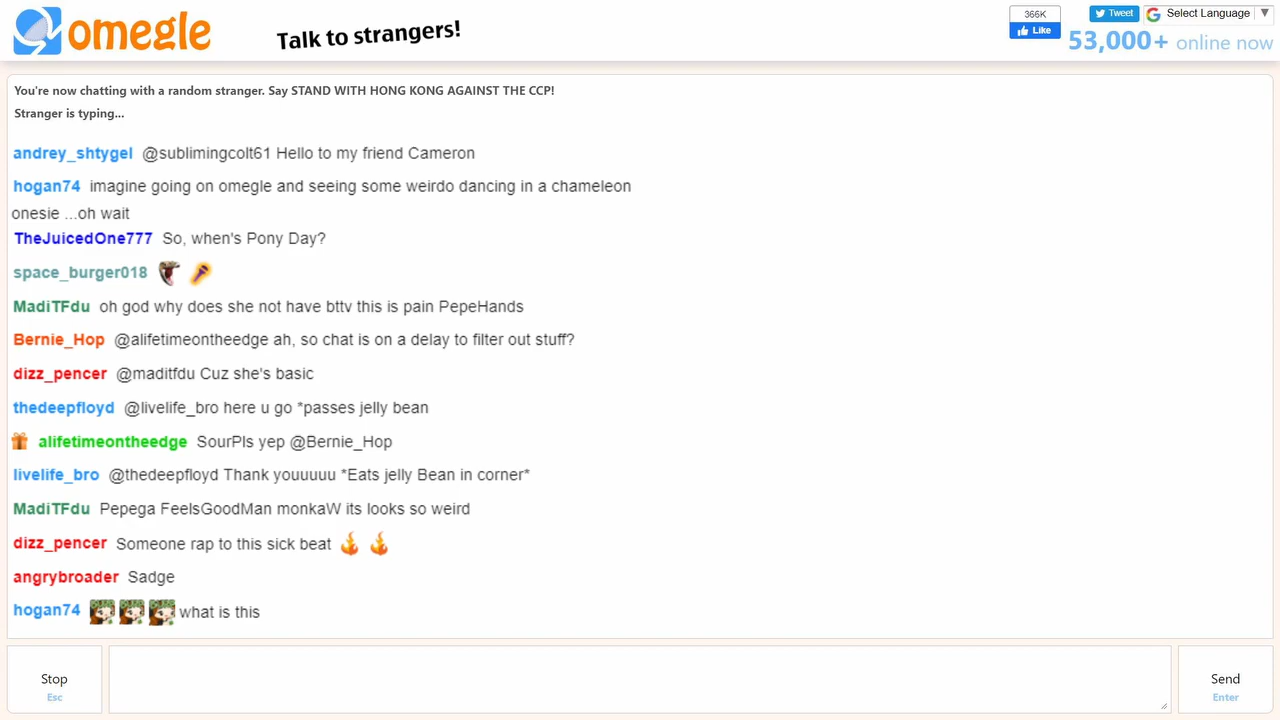 omegle
Talk to strangers!
366K
Like
Tweet
Select Language ▼
53,000+ online now
You're now chatting with a random stranger. Say STAND WITH HONG KONG AGAINST THE CCP!
Stranger is typing...
andrey_shtygel @sublimingcolt61 Hello to my friend Cameron
hogan74 imagine going on omegle and seeing some weirdo dancing in a chameleon
onesie ...oh wait
TheJuicedOne777 So, when's Pony Day?
space_burger018
MadiTFdu oh god why does she not have bttv this is pain PepeHands
Bernie_Hop @alifetimeontheedge ah, so chat is on a delay to filter out stuff?
dizz_pencer @maditfdu Cuz she's basic
thedeepfloyd @livelife_bro here u go *passes jelly bean
alifetimeontheedge SourPls yep @Bernie_Hop
livelife_bro @thedeepfloyd Thank youuuuu *Eats jelly Bean in corner*
MadiTFdu Pepega FeelsGoodMan monkaW its looks so weird
dizz_pencer Someone rap to this sick beat
angrybroader Sadge
hogan74 what is this
Stop
Esc
Send
Enter